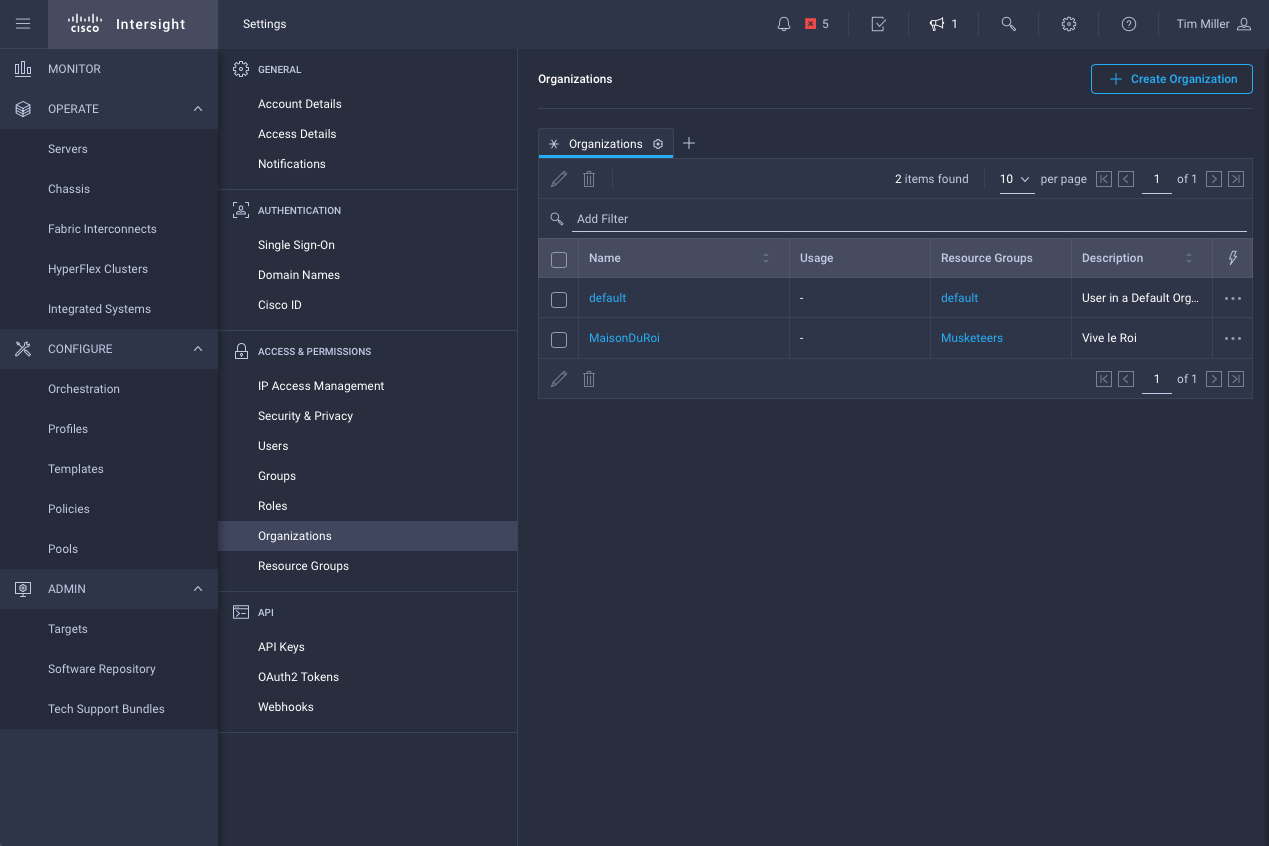 CISCO Intersight
Settings
5
1
Tim Miller
MONITOR
OPERATE
Servers
Chassis
Fabric Interconnects
HyperFlex Clusters
Integrated Systems
CONFIGURE
Orchestration
Profiles
Templates
Policies
Pools
ADMIN
Targets
Software Repository
Tech Support Bundles
GENERAL
Account Details
Access Details
Notifications
AUTHENTICATION
Single Sign-On
Domain Names
Cisco ID
ACCESS & PERMISSIONS
IP Access Management
Security & Privacy
Users
Groups
Roles
Organizations
Resource Groups
API
API Keys
OAuth2 Tokens
Webhooks
Organizations
Create Organization
Organizations
2 items found 10 per page 1 of 1
Add Filter
Name Usage Resource Groups Description
default - default User in a Default Org...
MaisonDuRoi - Musketeers Vive le Roi
1 of 1